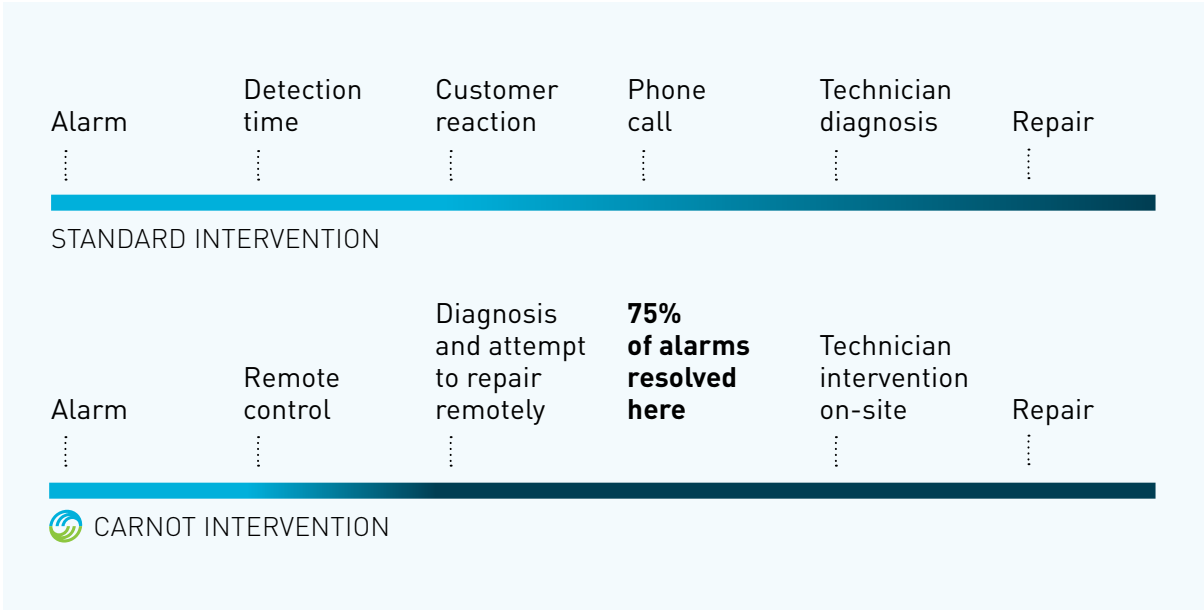 Alarm
Detection
time
Customer
reaction
Phone
call
Technician
diagnosis
Repair
STANDARD INTERVENTION
Alarm
Remote
control
Diagnosis
and attempt
to repair
remotely
75%
of alarms
resolved
here
Technician
intervention
on-site
Repair
CARNOT INTERVENTION